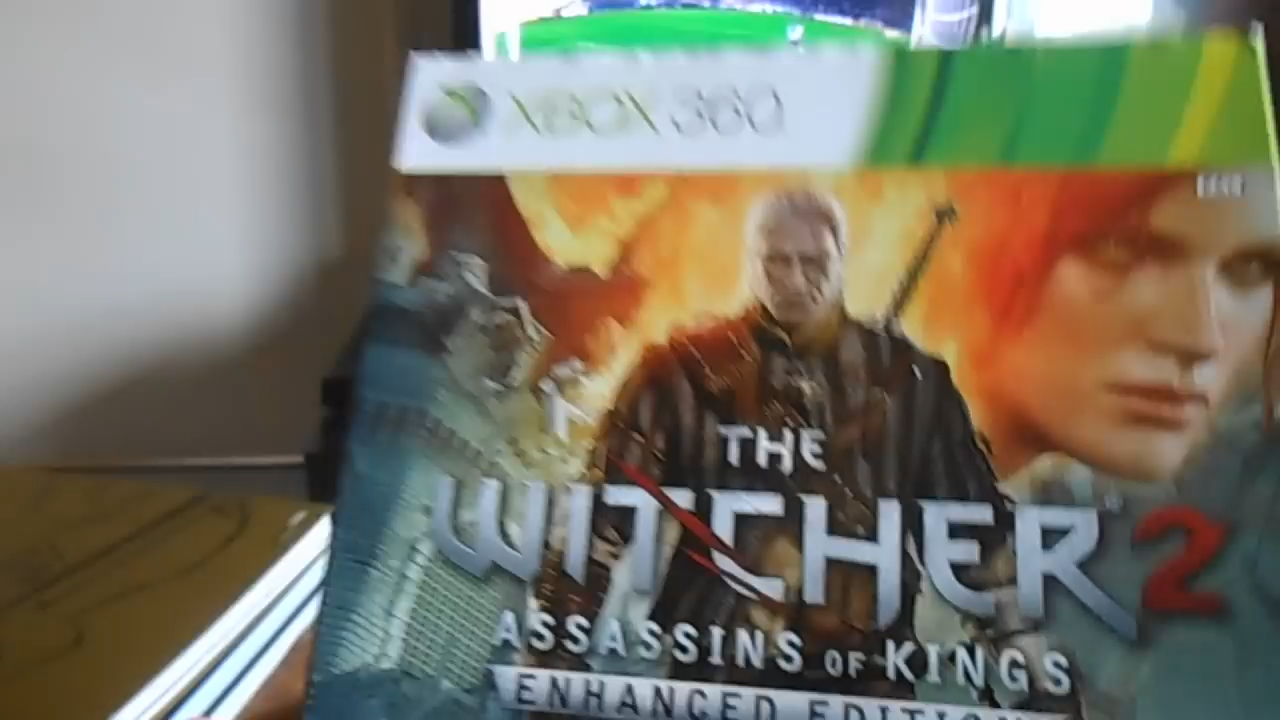 XBOX 360
THE
WITCHER 2
ASSASSINS OF KINGS
ENHANCED EDITION